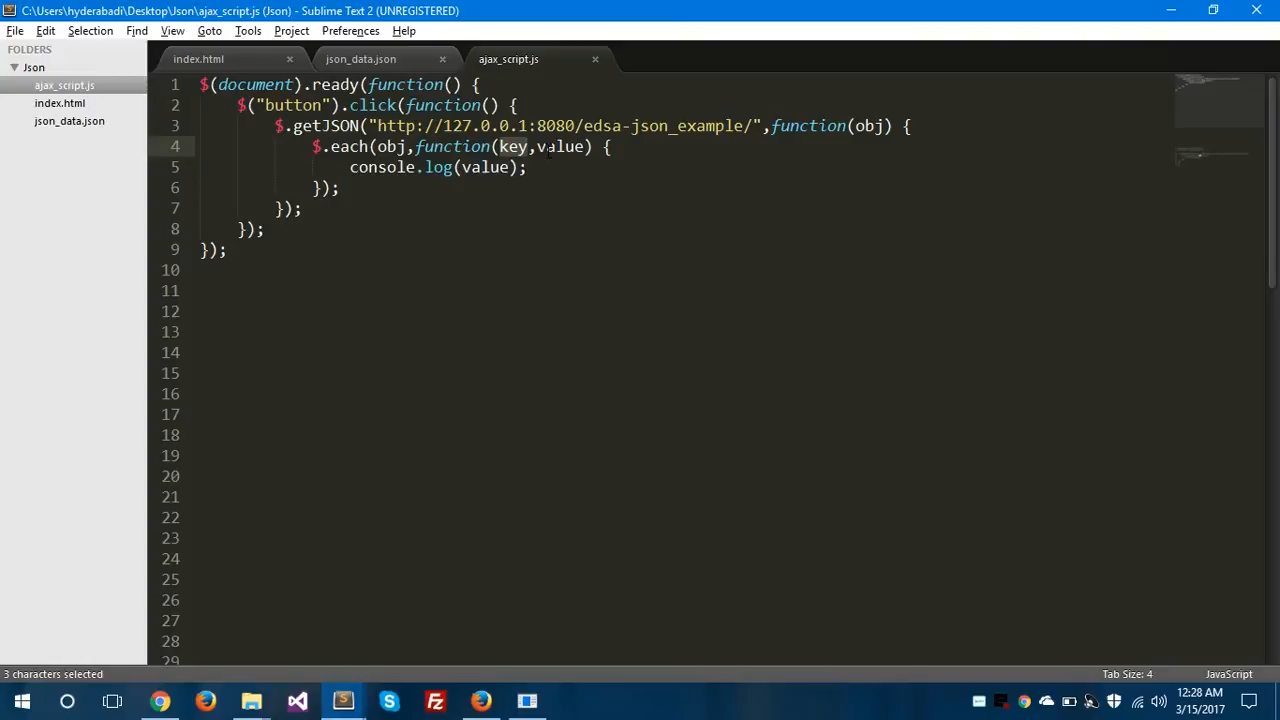 C:\Users\hyderabadi\Desktop\Json\ajax_script.js (Json) - Sublime Text 2 (UNREGISTERED)
File Edit Selection Find View Goto Tools Project Preferences Help
FOLDERS
Json
ajax_script.js
index.html
json_data.json
index.html × json_data.json × ajax_script.js ×
1 $(document).ready(function() {
2 $("button").click(function() {
3 $.getJSON("http://127.0.0.1:8080/edsa-json_example/",function(obj) {
4 $.each(obj,function(key,value) {
5 console.log(value);
6 });
7 });
8 });
9 });
10
11
12
13
14
15
16
17
18
19
20
21
22
23
24
25
26
27
28
29
3 characters selected Tab Size: 4 JavaScript
12:28 AM
3/15/2017